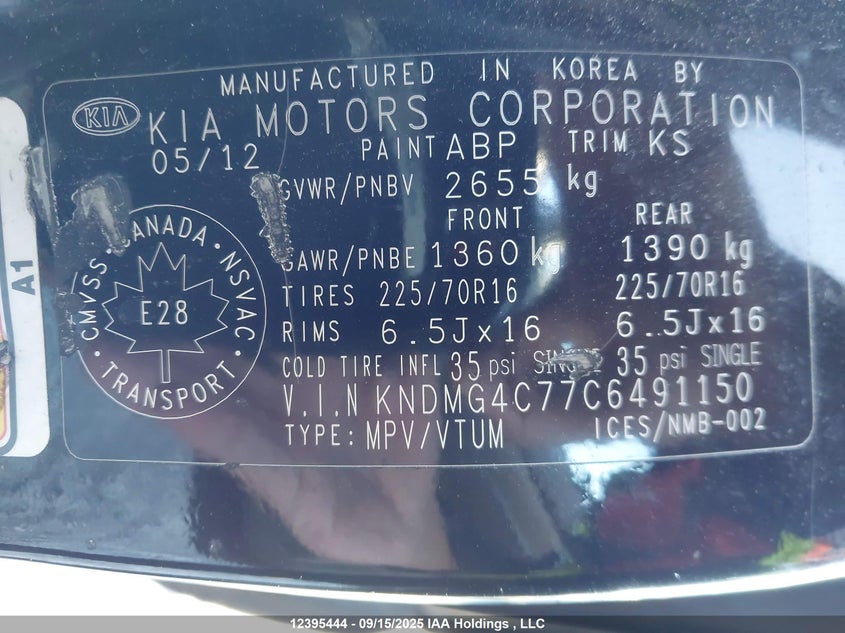 MANUFACTURED IN KOREA BY
KIA KIA MOTORS CORPORATION
05/12 PAINT ABP TRIM KS
GVWR/PNBV 2655 kg
FRONT REAR
GAWR/PNBE 1360 kg 1390 kg
TIRES 225/70R16 225/70R16
RIMS 6.5Jx16 6.5Jx16
COLD TIRE INFL 35 psi SINGLE 35 psi SINGLE
V.I.N KNDMG4C77C6491150
TYPE: MPV/VTUM ICES/NMB-002
CMVSS · CANADA · NSVAC · TRANSPORT ·
E28
A1
12395444 - 09/15/2025 IAA Holdings , LLC